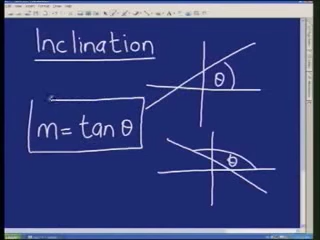 Inclination
θ
m = tan θ
θ